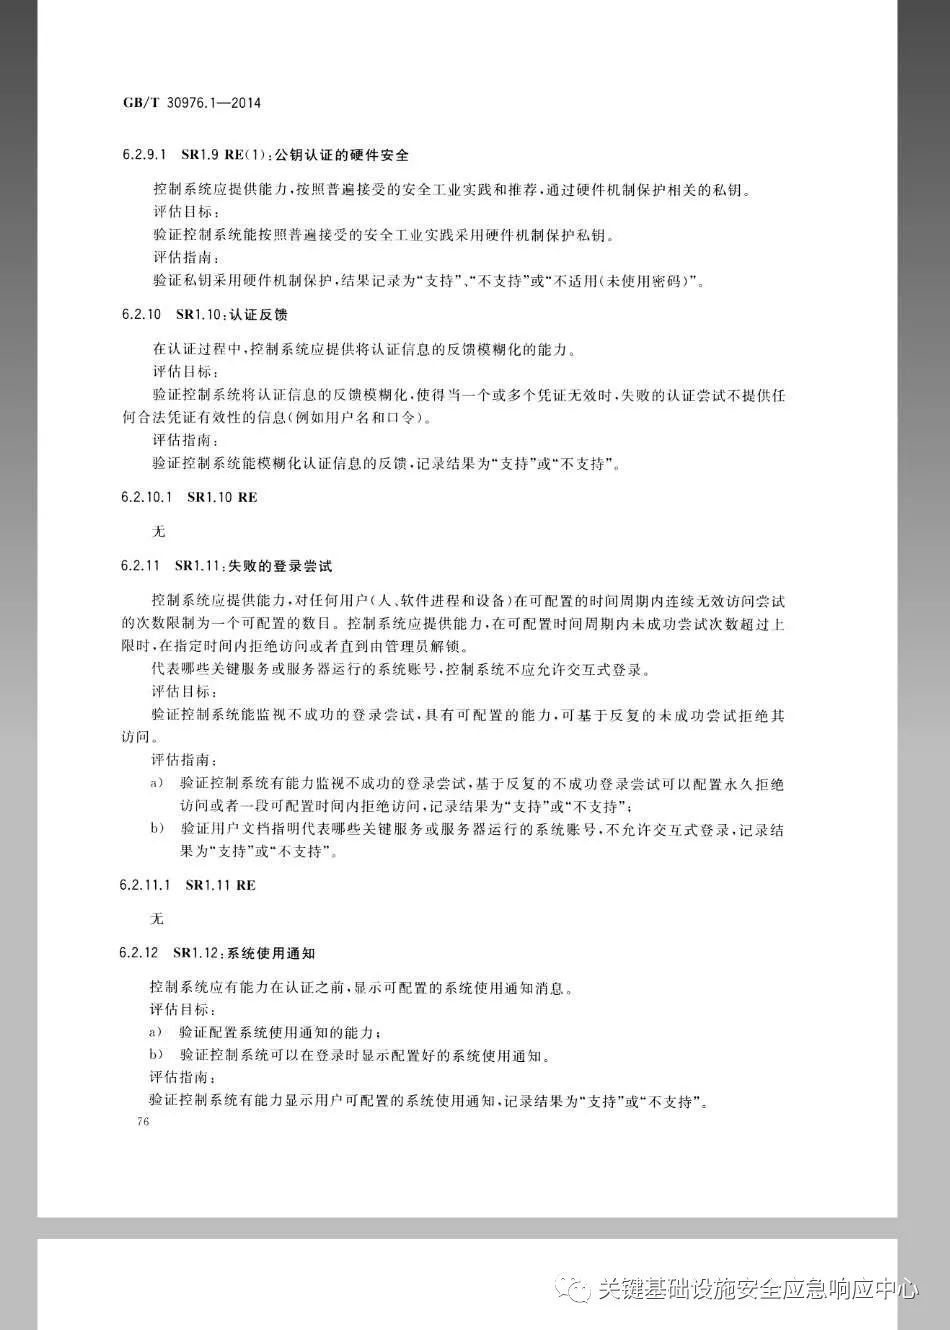 GB/T 30976.1—2014
6.2.9.1 SR1.9 RE(1):公钥认证的硬件安全
控制系统应提供能力,按照普遍接受的安全工业实践和推荐,通过硬件机制保护相关的私钥。
评估目标:
验证控制系统能按照普遍接受的安全工业实践采用硬件机制保护私钥。
评估指南:
验证私钥采用硬件机制保护,结果记录为“支持”、“不支持”或“不适用(未使用密码)”。
6.2.10 SR1.10:认证反馈
在认证过程中,控制系统应提供将认证信息的反馈模糊化的能力。
评估目标:
验证控制系统将认证信息的反馈模糊化,使得当一个或多个凭证无效时,失败的认证尝试不提供任
何合法凭证有效性的信息(例如用户名和口令)。
评估指南:
验证控制系统能模糊化认证信息的反馈,记录结果为“支持”或“不支持”。
6.2.10.1 SR1.10 RE
无
6.2.11 SR1.11:失败的登录尝试
控制系统应提供能力,对任何用户(人、软件进程和设备)在可配置的时间周期内连续无效访问尝试
的次数限制为一个可配置的数目。控制系统应提供能力,在可配置时间周期内未成功尝试次数超过上
限时,在指定时间内拒绝访问或者直到由管理员解锁。
代表哪些关键服务或服务器运行的系统账号,控制系统不应允许交互式登录。
评估目标:
验证控制系统能监视不成功的登录尝试,具有可配置的能力,可基于反复的未成功尝试拒绝其
访问。
评估指南:
a) 验证控制系统有能力监视不成功的登录尝试,基于反复的不成功登录尝试可以配置永久拒绝
访问或者一段可配置时间内拒绝访问,记录结果为“支持”或“不支持”;
b) 验证用户文档指明代表哪些关键服务或服务器运行的系统账号,不允许交互式登录,记录结
果为“支持”或“不支持”。
6.2.11.1 SR1.11 RE
无
6.2.12 SR1.12:系统使用通知
控制系统应有能力在认证之前,显示可配置的系统使用通知消息。
评估目标:
a) 验证配置系统使用通知的能力;
b) 验证控制系统可以在登录时显示配置好的系统使用通知。
评估指南:
验证控制系统有能力显示用户可配置的系统使用通知,记录结果为“支持”或“不支持”。
76
关键基础设施安全应急响应中心